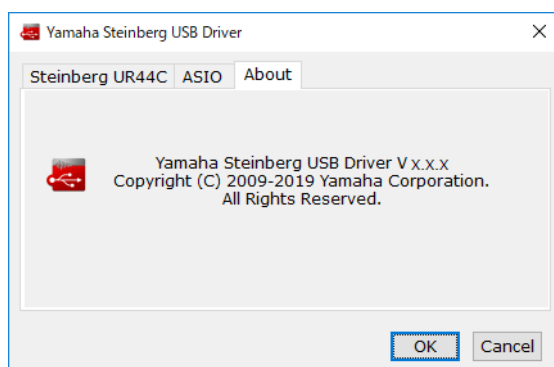 Yamaha Steinberg USB Driver
Steinberg UR44C ASIO About
Yamaha Steinberg USB Driver V x.x.x
Copyright (C) 2009-2019 Yamaha Corporation.
All Rights Reserved.
OK Cancel